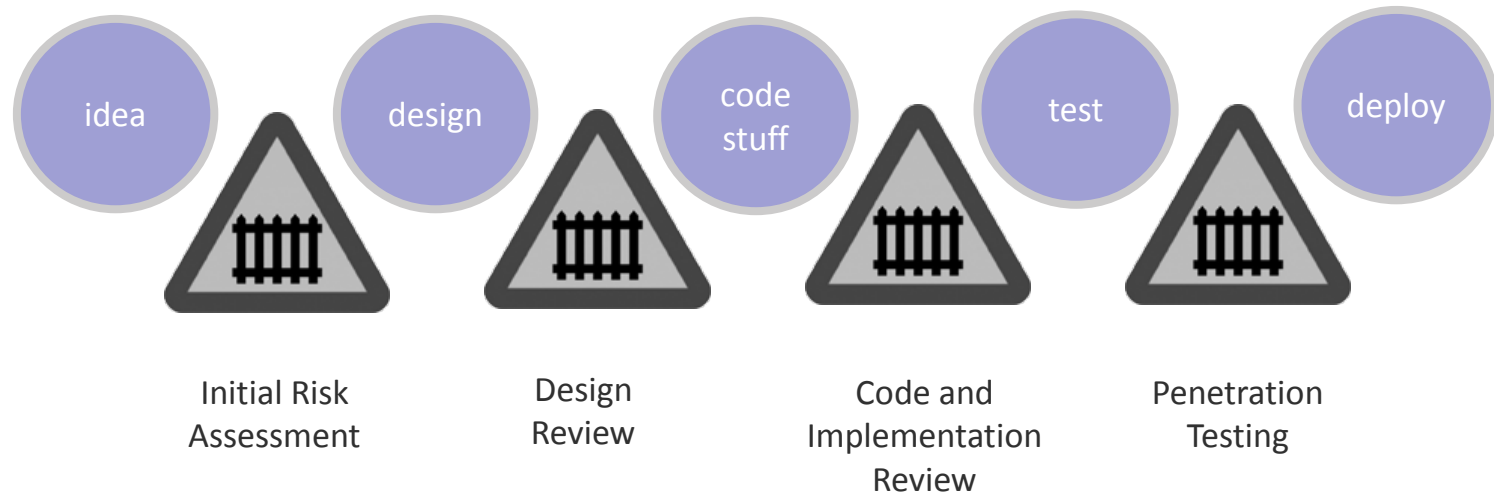 idea
design
code
stuff
test
deploy
Initial Risk
Assessment
Design
Review
Code and
Implementation
Review
Penetration
Testing